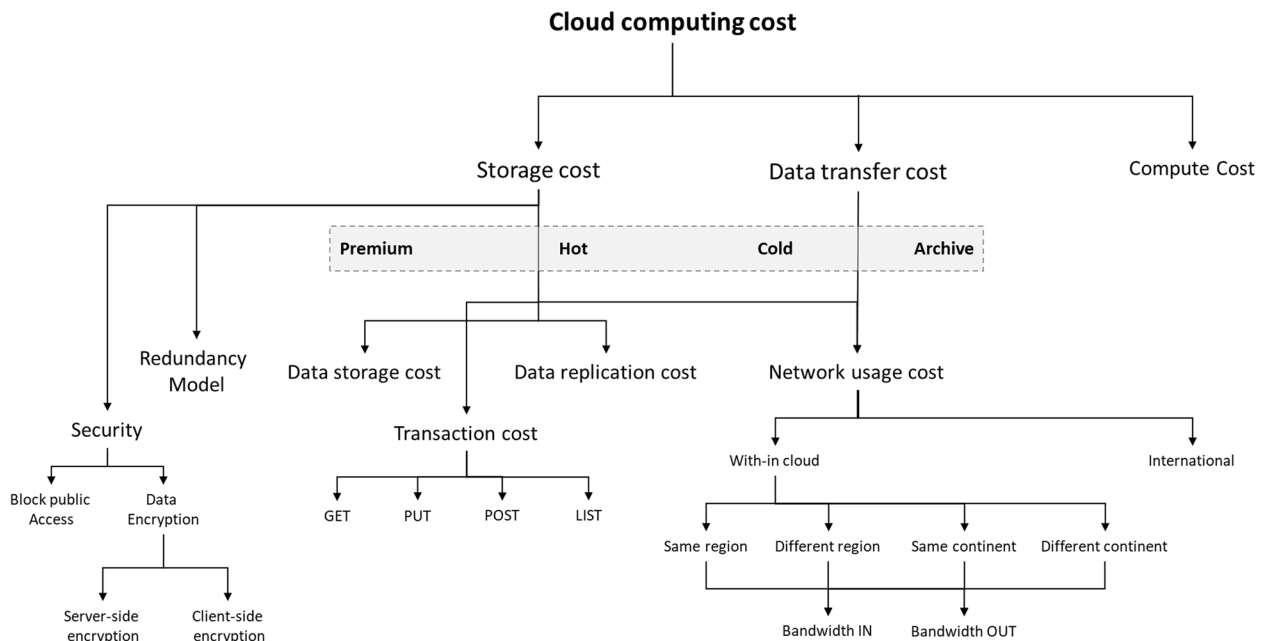 Cloud computing cost
Storage cost
Data transfer cost
Compute Cost
Premium
Hot
Cold
Archive
Redundancy
Model
Data storage cost
Data replication cost
Network usage cost
Security
Transaction cost
With-in cloud
International
Block public
Access
Data
Encryption
GET
PUT
POST
LIST
Same region
Different region
Same continent
Different continent
Server-side
encryption
Client-side
encryption
Bandwidth IN
Bandwidth OUT